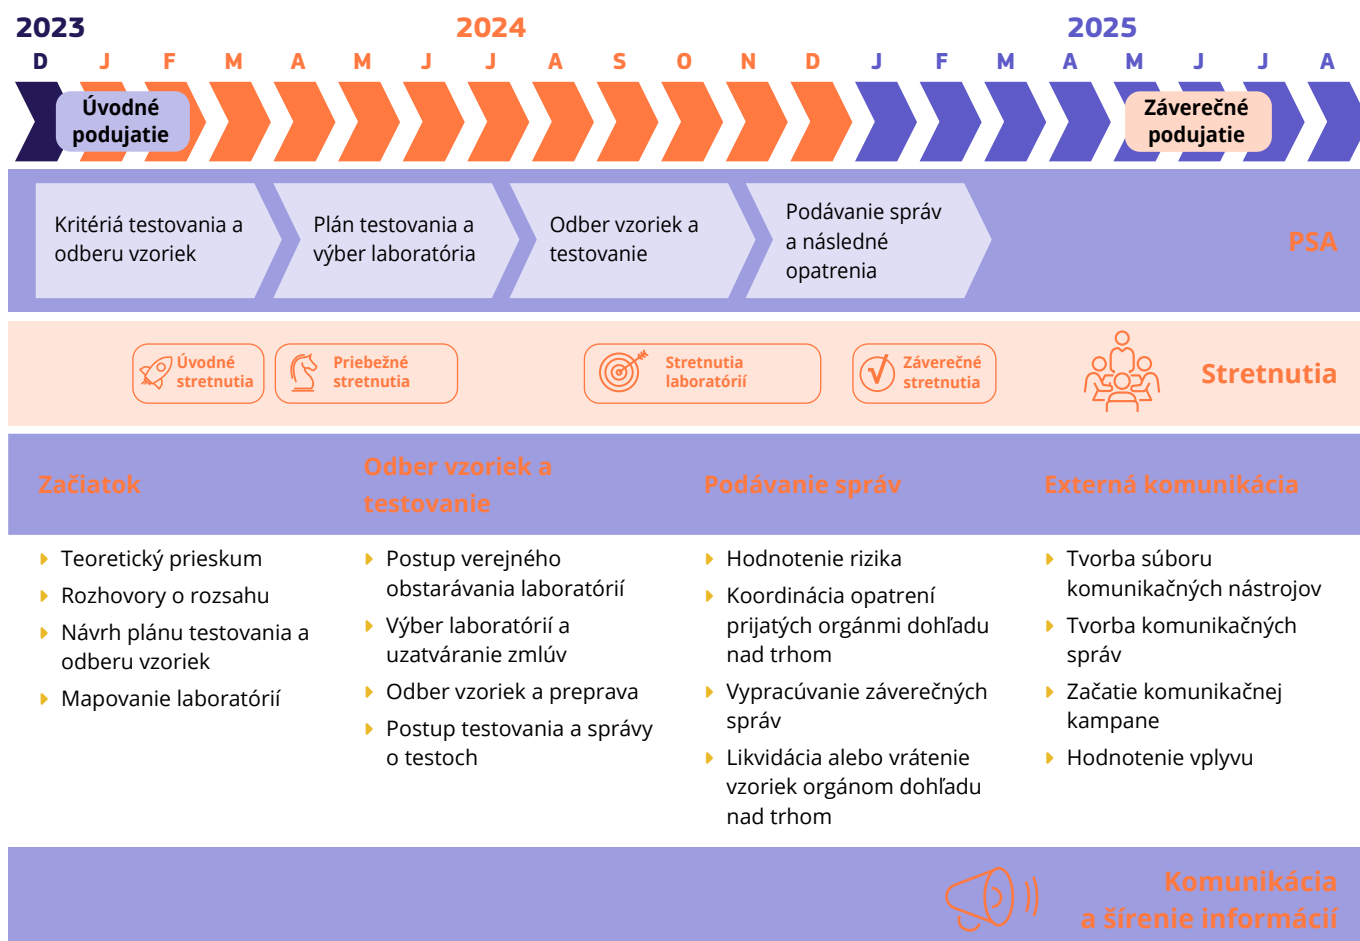 2023 2024 2025
D J F M A M J J A S O N D J F M A M J J A
Úvodné
podujatie
Záverečné
podujatie
Kritériá testovania a
odberu vzoriek
Plán testovania a
výber laboratória
Odber vzoriek a
testovanie
Podávanie správ
a následné
opatrenia
PSA
Úvodné
stretnutia
Priebežné
stretnutia
Stretnutia
laboratórií
Záverečné
stretnutia
Stretnutia
Začiatok
Teoretický prieskum
Rozhovory o rozsahu
Návrh plánu testovania a
odberu vzoriek
Mapovanie laboratórií
Odber vzoriek a
testovanie
Postup verejného
obstarávania laboratórií
Výber laboratórií a
uzatváranie zmlúv
Odber vzoriek a preprava
Postup testovania a správy
o testoch
Podávanie správ
Hodnotenie rizika
Koordinácia opatrení
prijatých orgánmi dohľadu
nad trhom
Vypracúvanie záverečných
správ
Likvidácia alebo vrátenie
vzoriek orgánom dohľadu
nad trhom
Externá komunikácia
Tvorba súboru
komunikačných nástrojov
Tvorba komunikačných
správ
Začatie komunikačnej
kampane
Hodnotenie vplyvu
Komunikácia
a šírenie informácií